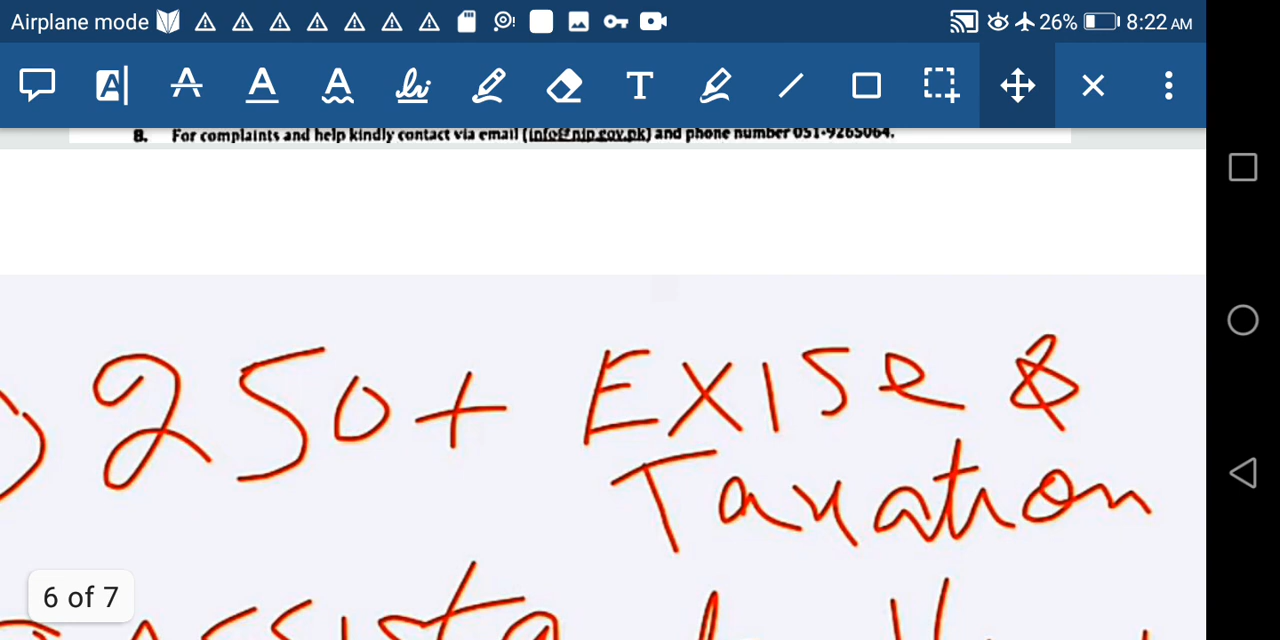 Airplane mode 26% 8:22 AM
A A A A T
8. For complaints and help kindly contact via email (info@njp.gov.pk) and phone number 051-9265064.
) 250+ EXISe &
Taxation
6 of 7